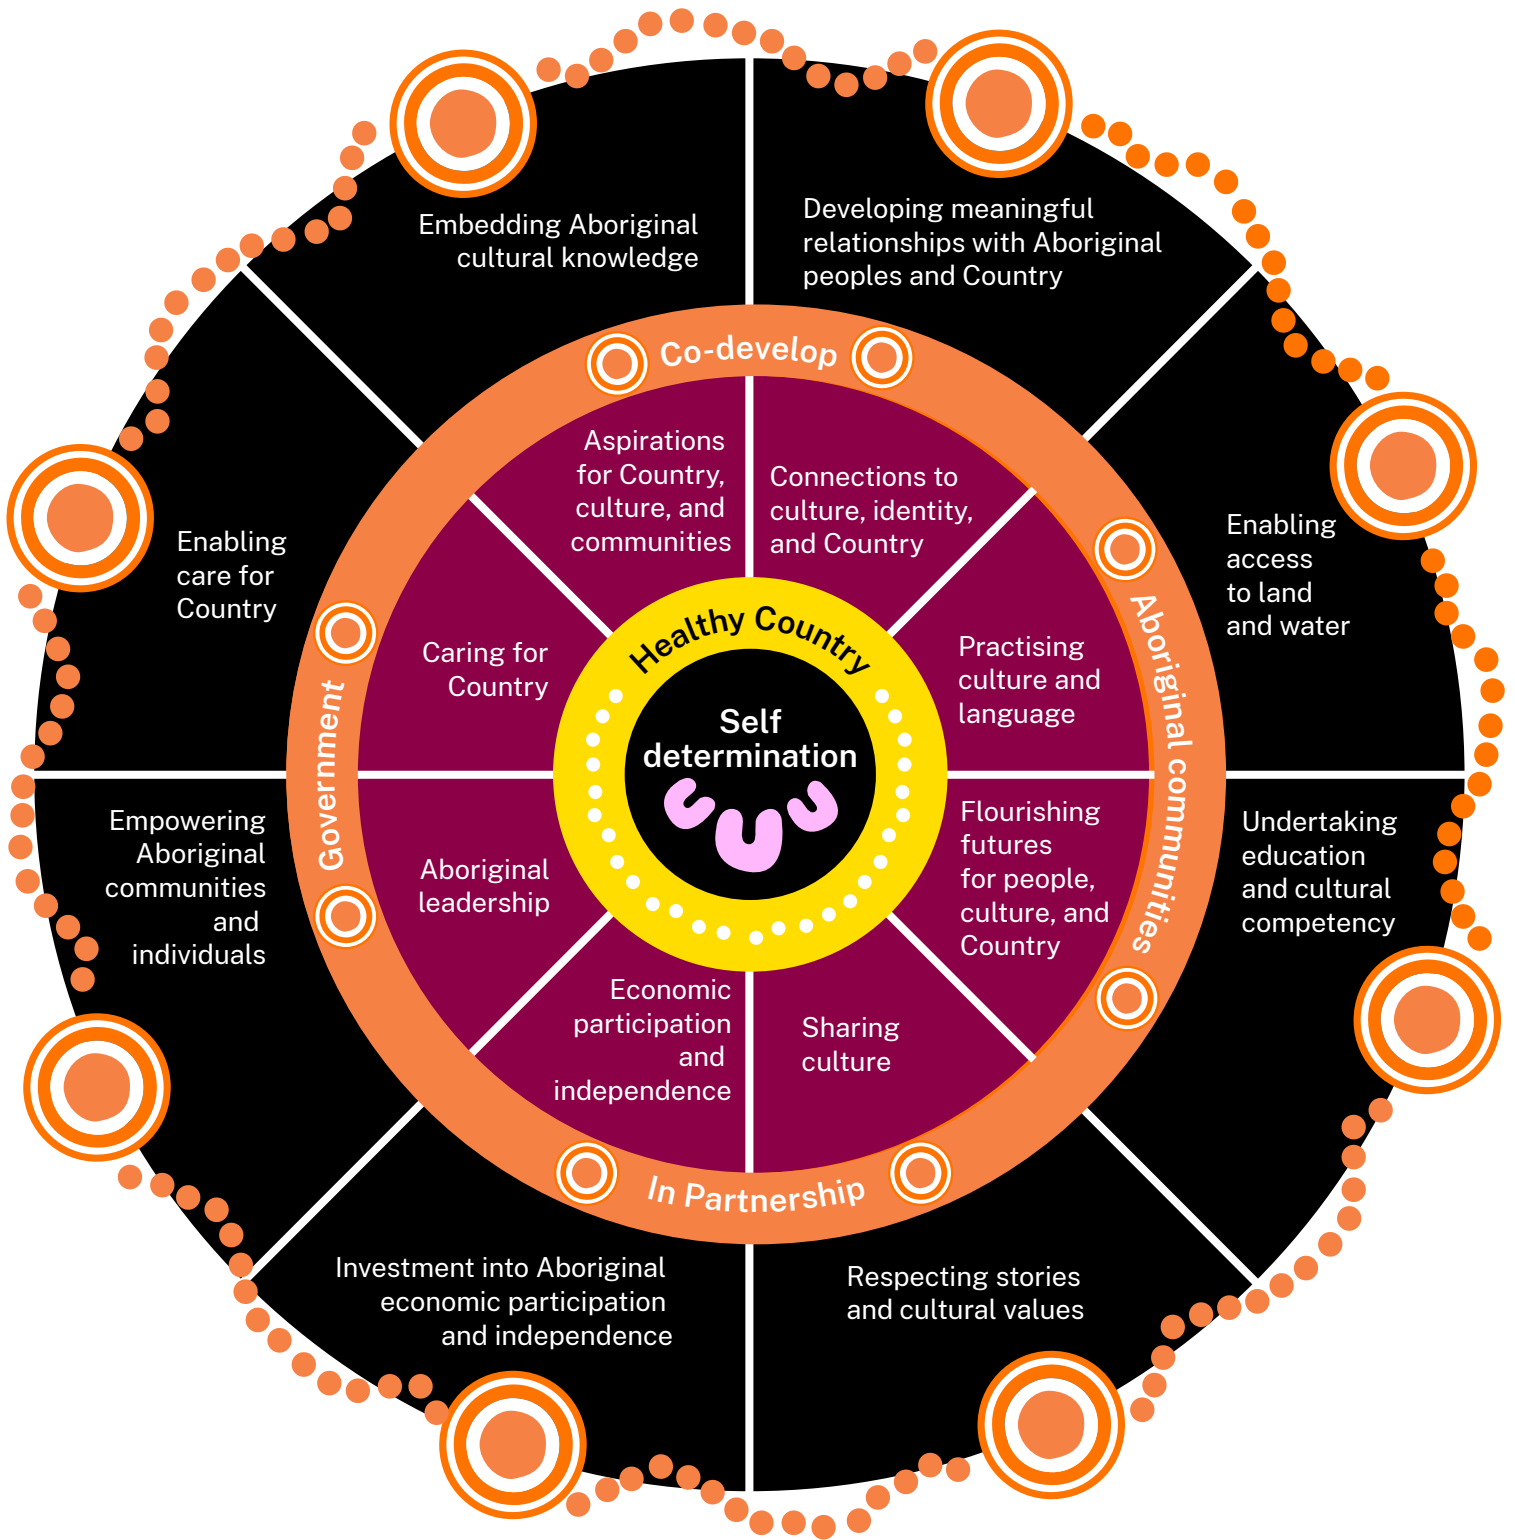 Embedding Aboriginal
cultural knowledge
Developing meaningful
relationships with Aboriginal
peoples and Country
Enabling
access
to land
and water
Undertaking
education
and cultural
competency
Respecting stories
and cultural values
Investment into Aboriginal
economic participation
and independence
Empowering
Aboriginal
communities
and
individuals
Enabling
care for
Country
Co-develop
Aboriginal communities
In Partnership
Government
Aspirations
for Country,
culture, and
communities
Connections to
culture, identity,
and Country
Practising
culture and
language
Flourishing
futures
for people,
culture, and
Country
Sharing
culture
Economic
participation
and
independence
Aboriginal
leadership
Caring for
Country
Healthy Country
Self
determination